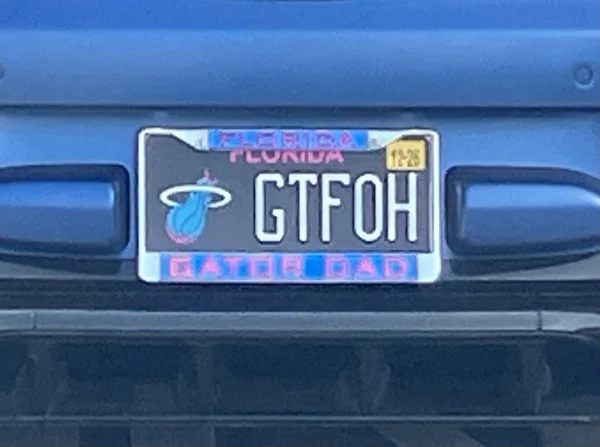 FLORIDA
FLORIDA
12-26
GTFOH
GATOR DAD